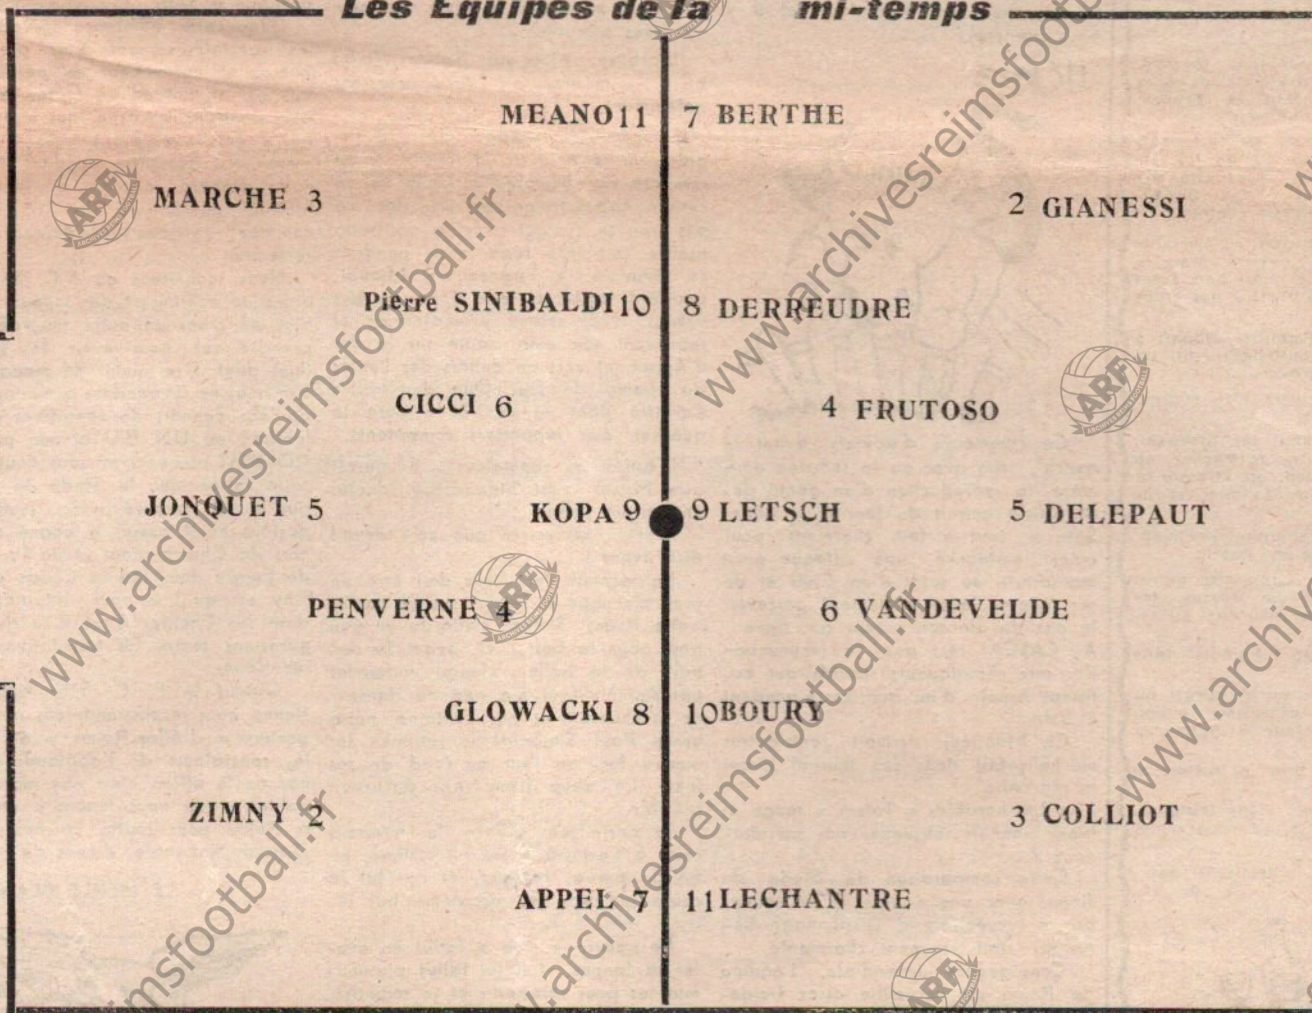 Les Equipes de la mi-temps
MEANO 11 7 BERTHE
MARCHE 3 2 GIANESSI
Pierre SINIBALDI 10 8 DERREUDRE
CICCI 6 4 FRUTOSO
JONQUET 5 KOPA 9 9 LETSCH 5 DELEPAUT
PENVERNE 4 6 VANDEVELDE
GLOWACKI 8 10 BOURY
ZIMNY 2 3 COLLIOT
APPEL 7 11 LECHANTRE
www.archivesreimsfootball.fr
ARF